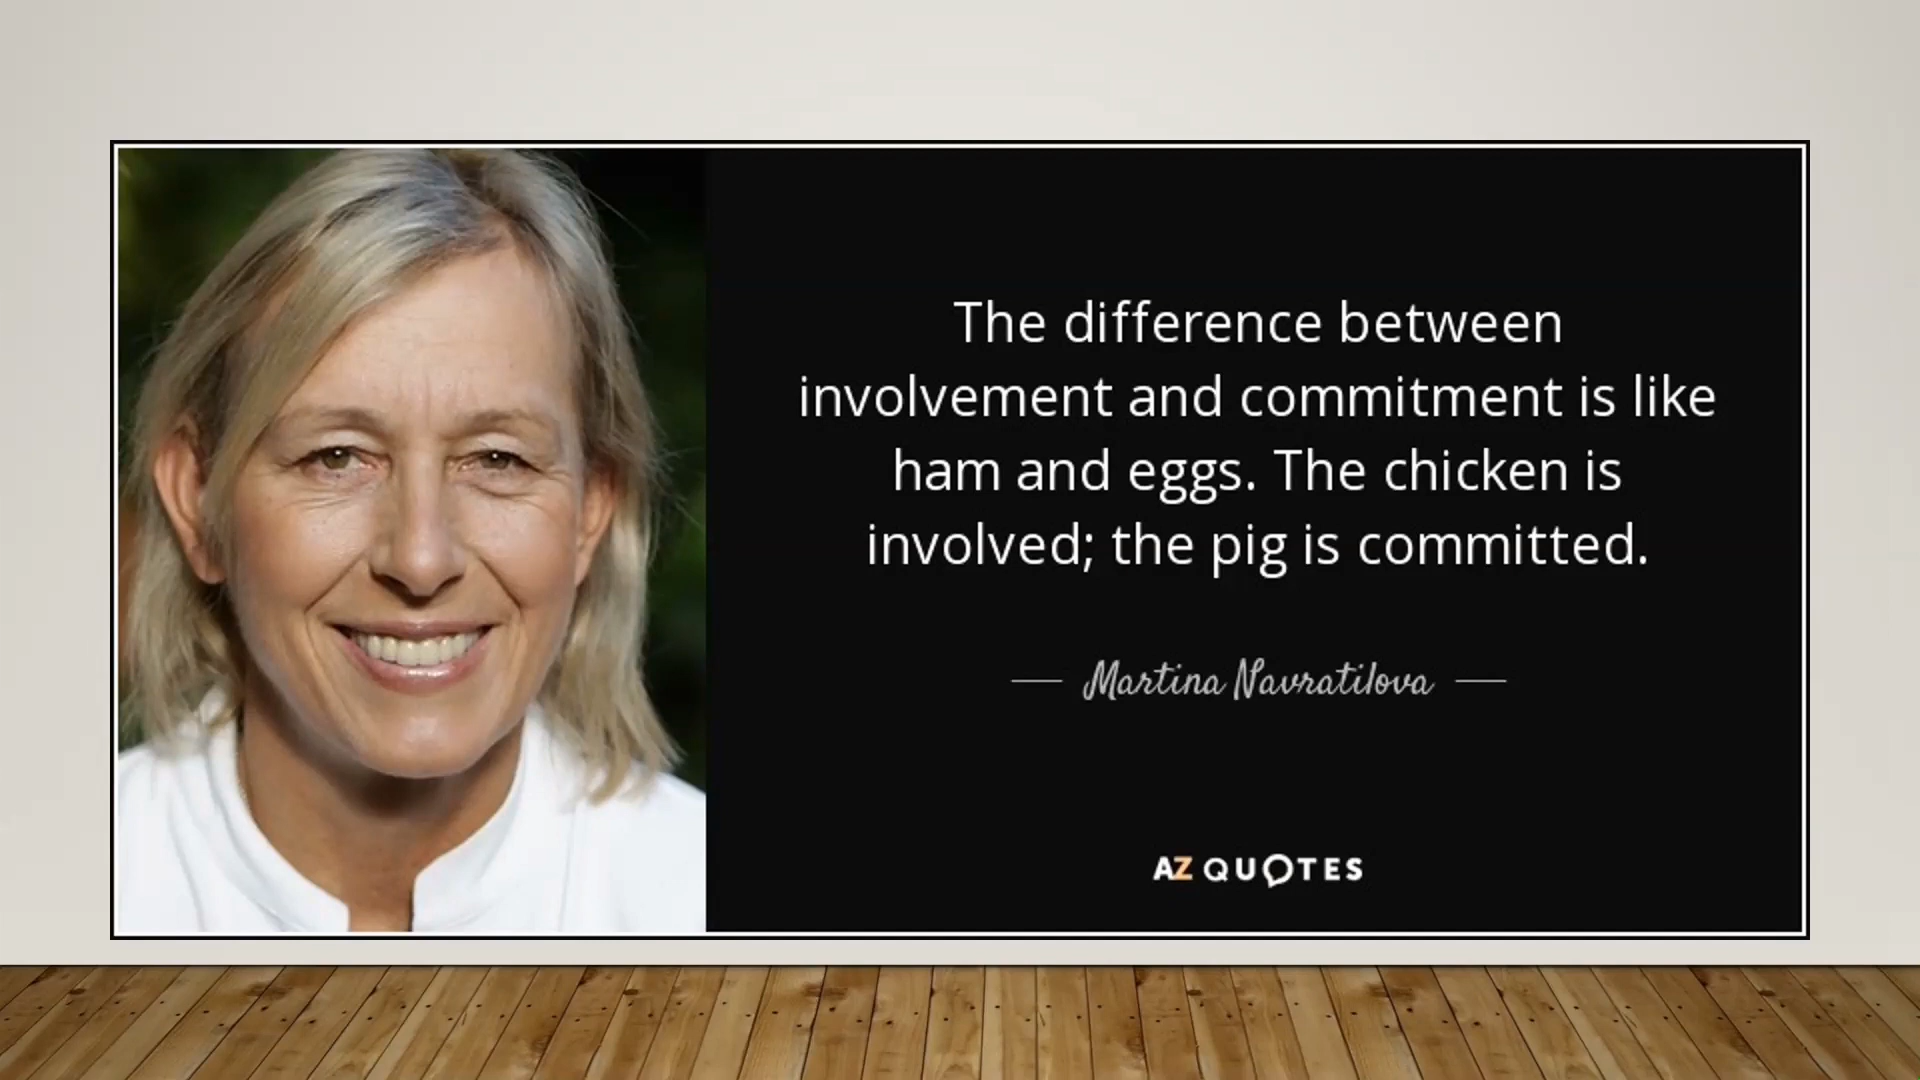 The difference between
involvement and commitment is like
ham and eggs. The chicken is
involved; the pig is committed.
Martina Navratilova
AZ QUOTES